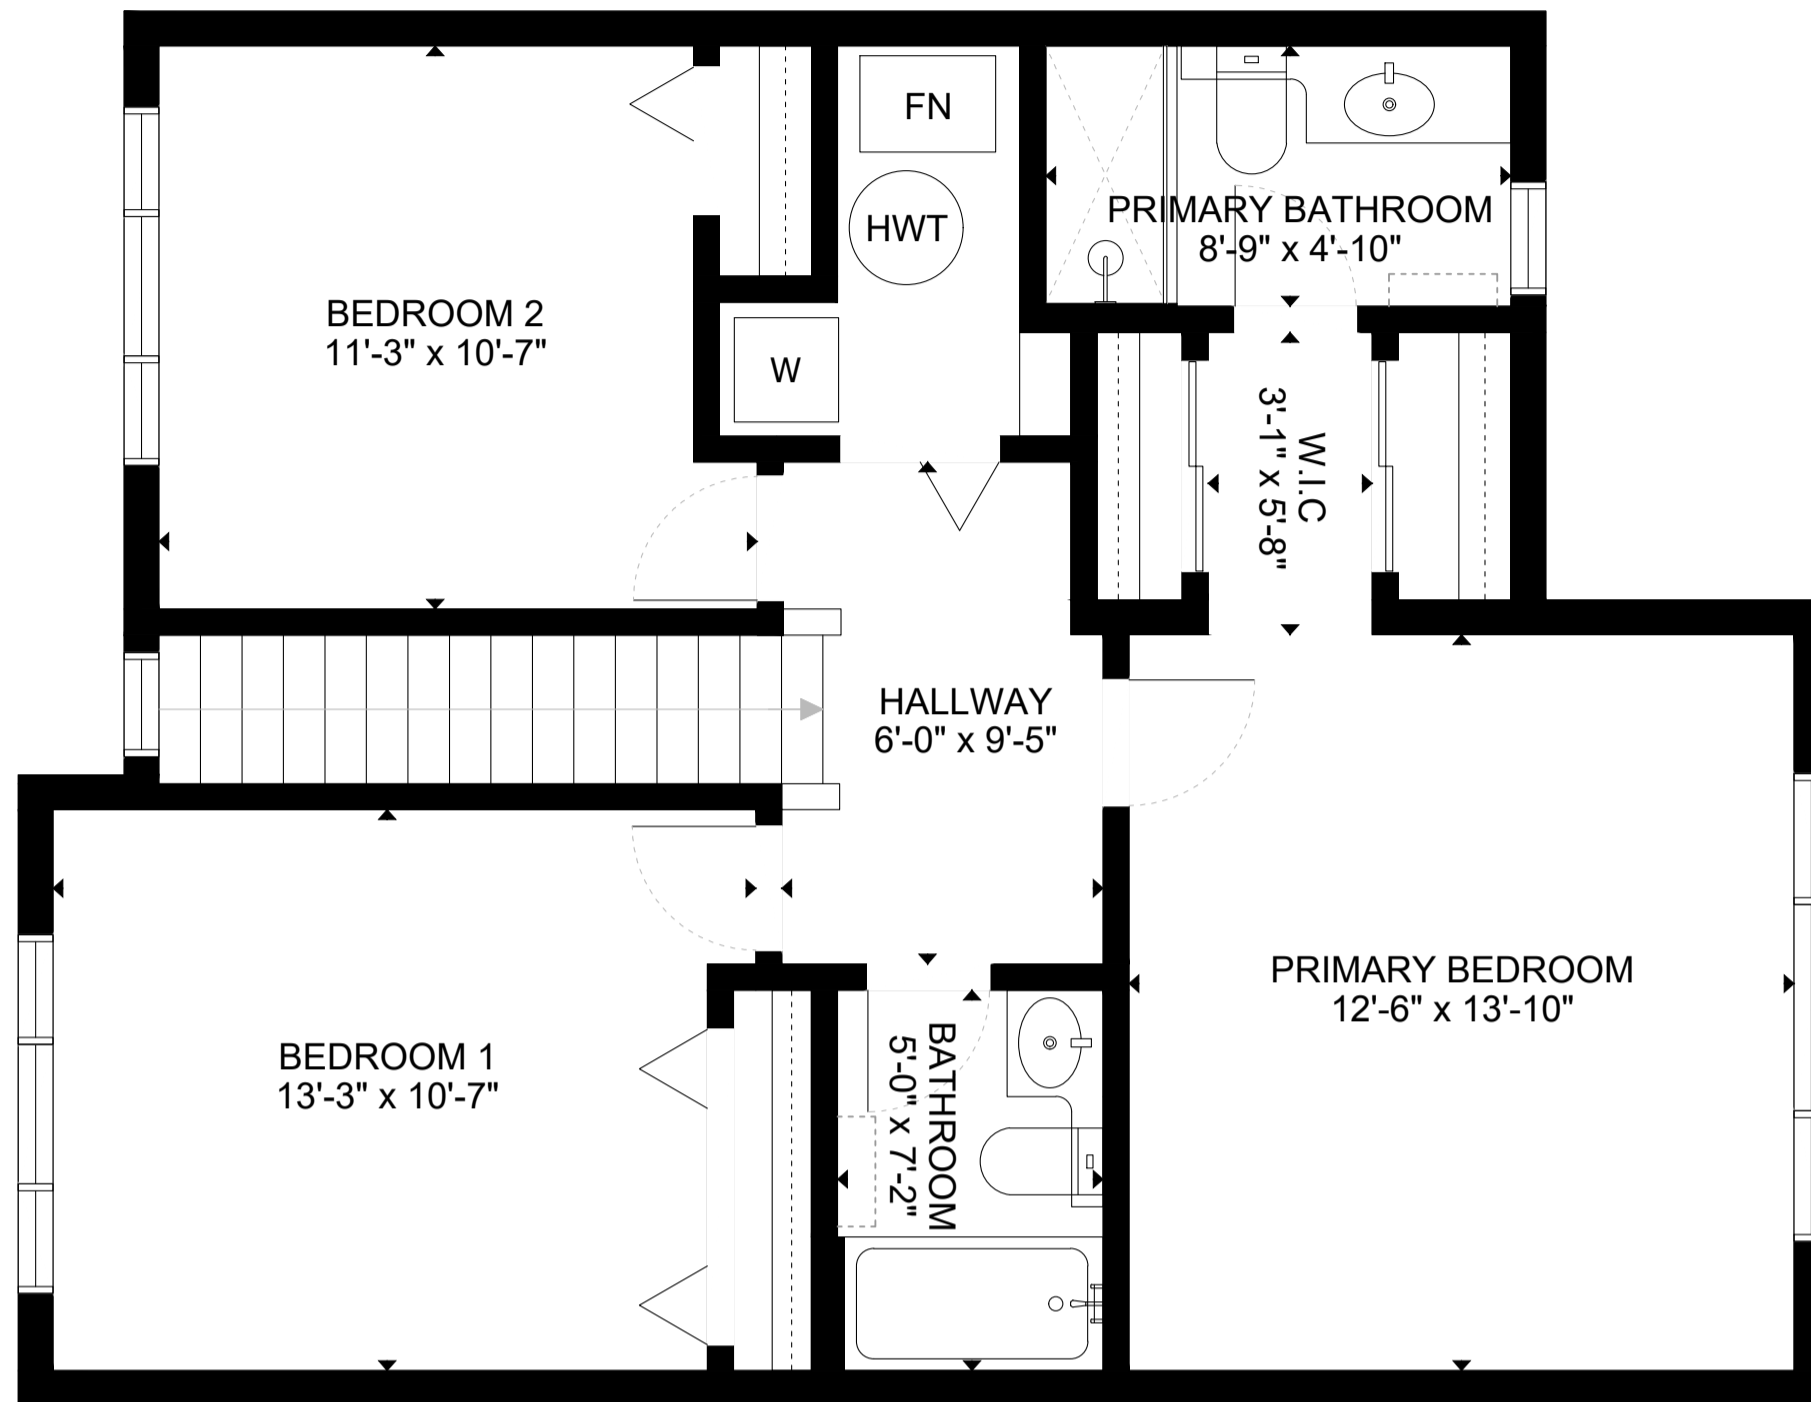 FN
HWT
PRIMARY BATHROOM
8'-9" x 4'-10"
BEDROOM 2
11'-3" x 10'-7"
W
W.I.C
3'-1" x 5'-8"
HALLWAY
6'-0" x 9'-5"
PRIMARY BEDROOM
12'-6" x 13'-10"
BEDROOM 1
13'-3" x 10'-7"
BATHROOM
5'-0" x 7'-2"